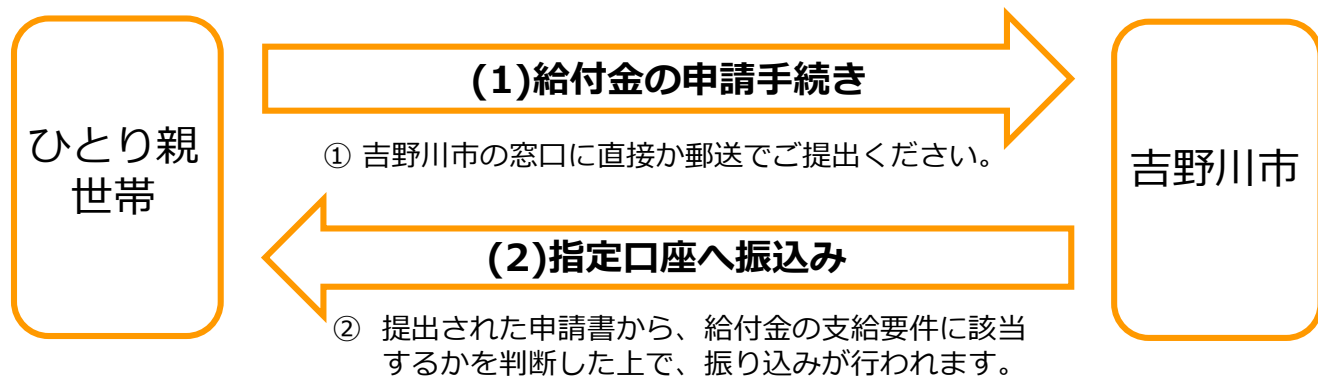 ひとり親
世帯
(1)給付金の申請手続き
① 吉野川市の窓口に直接か郵送でご提出ください。
(2)指定口座へ振込み
② 提出された申請書から、給付金の支給要件に該当
するかを判断した上で、振り込みが行われます。
吉野川市